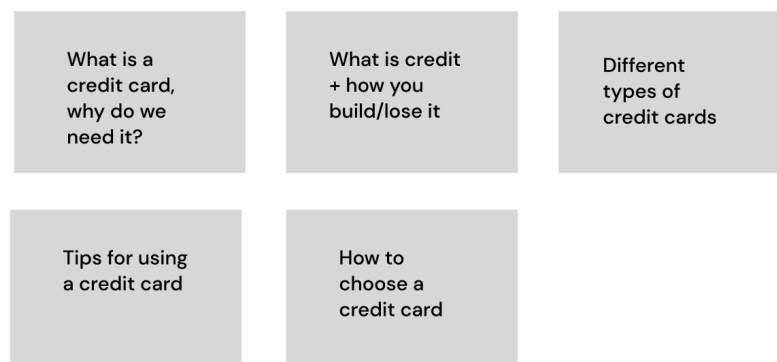 What is a
credit card,
why do we
need it?
What is credit
+ how you
build/lose it
Different
types of
credit cards
Tips for using
a credit card
How to
choose a
credit card